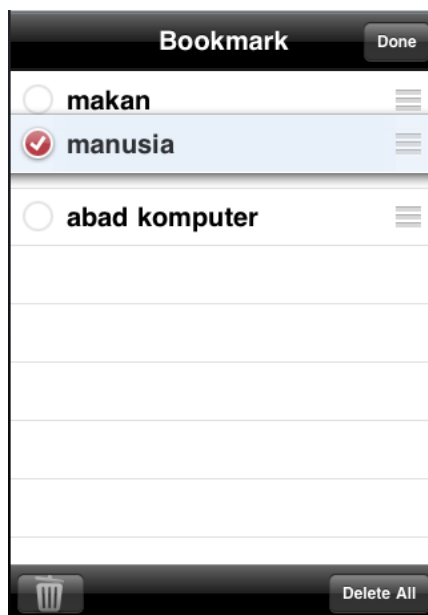 Bookmark
Done
makan
manusia
abad komputer
Delete All